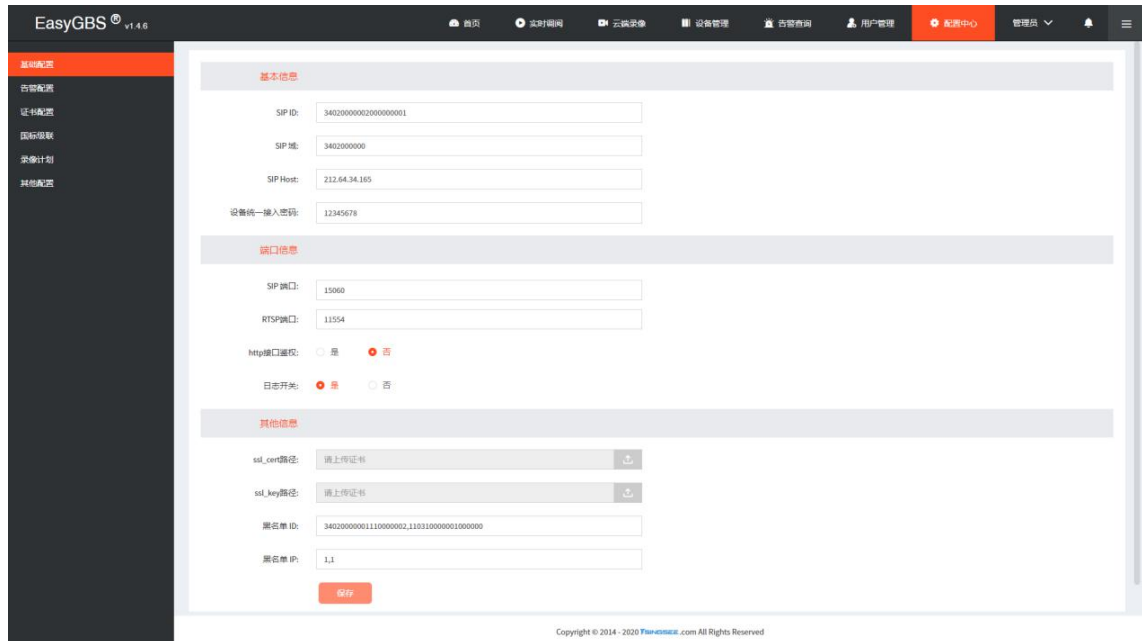 EasyGBS ® v1.4.6
首页 实时调阅 云端录像 设备管理 告警查询 用户管理 配置中心 管理员
基础配置
告警配置
证书配置
国标级联
录像计划
其他配置
基本信息
SIP ID: 34020000002000000001
SIP 域: 3402000000
SIP Host: 212.64.34.165
设备统一接入密码: 12345678
端口信息
SIP 端口: 15060
RTSP端口: 11554
http接口鉴权: 是 否
日志开关: 是 否
其他信息
ssl_cert路径: 请上传证书
ssl_key路径: 请上传证书
黑名单 ID: 34020000001110000002,110310000001000000
黑名单 IP: 1,1
保存
Copyright © 2014 - 2020 TSINGSEE .com All Rights Reserved